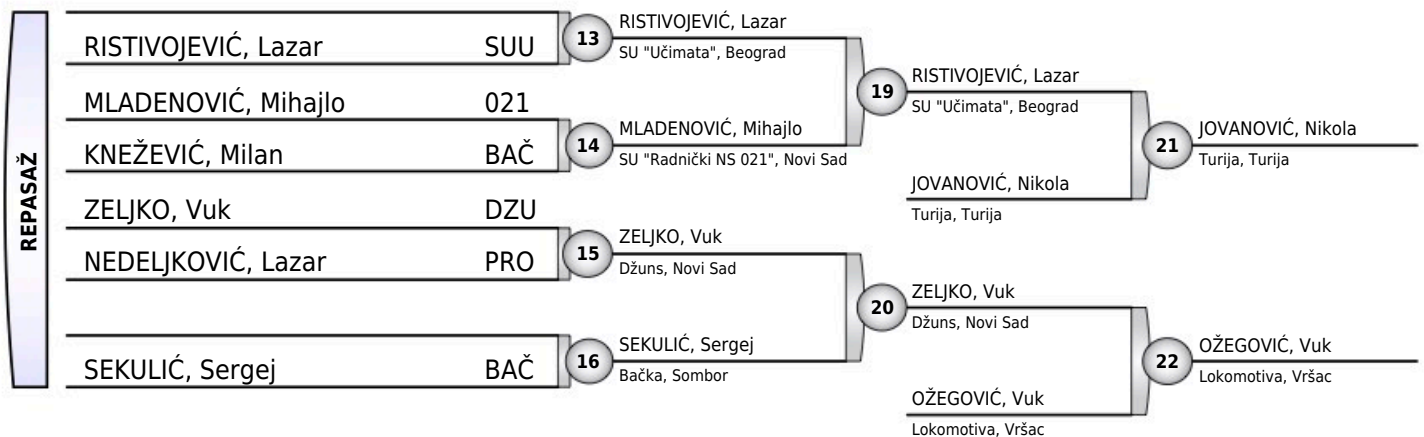 REPASAŽ
RISTIVOJEVIĆ, Lazar SUU
MLADENOVIĆ, Mihajlo 021
KNEŽEVIĆ, Milan BAČ
ZELJKO, Vuk DZU
NEDELJKOVIĆ, Lazar PRO
SEKULIĆ, Sergej BAČ
13
RISTIVOJEVIĆ, Lazar
SU "Učimata", Beograd
14
MLADENOVIĆ, Mihajlo
SU "Radnički NS 021", Novi Sad
15
ZELJKO, Vuk
Džuns, Novi Sad
16
SEKULIĆ, Sergej
Bačka, Sombor
19
RISTIVOJEVIĆ, Lazar
SU "Učimata", Beograd
JOVANOVIĆ, Nikola
Turija, Turija
20
ZELJKO, Vuk
Džuns, Novi Sad
OŽEGOVIĆ, Vuk
Lokomotiva, Vršac
21
JOVANOVIĆ, Nikola
Turija, Turija
22
OŽEGOVIĆ, Vuk
Lokomotiva, Vršac